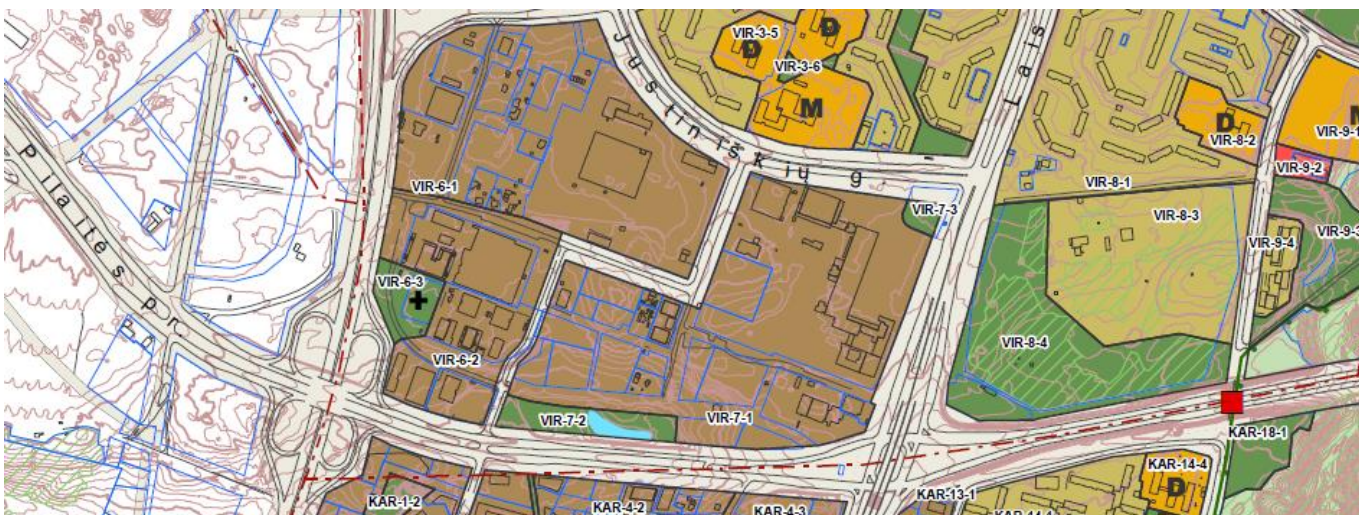 VIR-3-5
D
D
VIR-3-6
M
Justiniškių g.
Lais
D
VIR-8-2
VIR-9-1
VIR-9-2
VIR-6-1
VIR-8-1
VIR-7-3
VIR-8-3
VIR-9-3
VIR-9-4
Pilaitės pr.
VIR-6-3
VIR-8-4
VIR-6-2
VIR-7-2
VIR-7-1
KAR-18-1
KAR-14-4
D
KAR-1-2
KAR-4-2
KAR-4-3
KAR-13-1